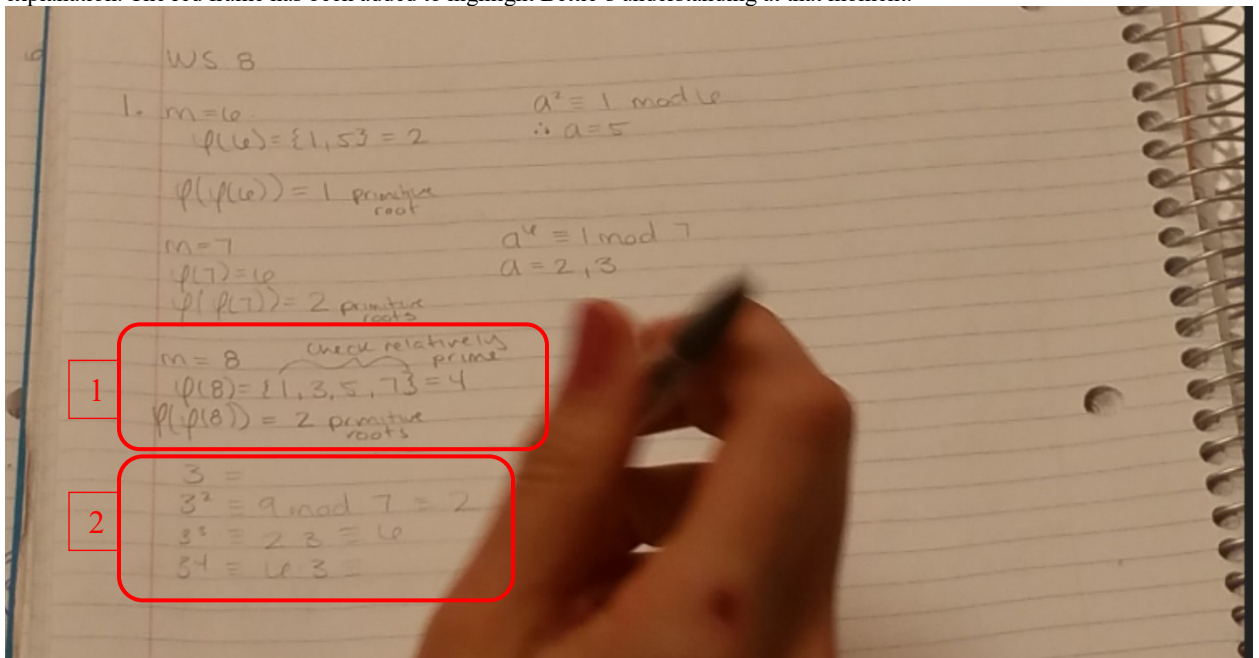 explanation. The red frame has been added to highlight Bettie's understanding at that moment.
WS 8
1. m=6
φ(6)={1,5}=2
a² ≡ 1 mod 6
∴ a=5
φ(φ(6)) = 1 primitive root
m=7
φ(7)=6
φ(φ(7))= 2 primitive roots
a⁶ ≡ 1 mod 7
a = 2, 3
1
m = 8 check relatively prime
φ(8)= {1, 3, 5, 7} = 4
φ(φ(8)) = 2 primitive roots
2
3 =
3² ≡ 9 mod 7 = 2
3³ ≡ 2 3 ≡ 6
3⁴ ≡ 6 3 =